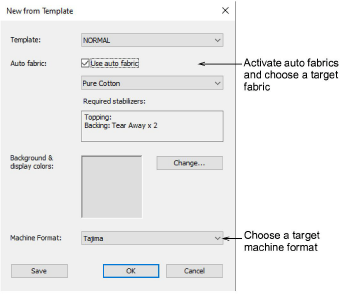 New from Template
Template:
NORMAL
Auto fabric:
Use auto fabric
Activate auto fabrics
and choose a target
fabric
Pure Cotton
Required stabilizers:
Topping:
Backing: Tear Away x 2
Background &
display colors:
Change...
Machine Format:
Tajima
Choose a target
machine format
Save
OK
Cancel